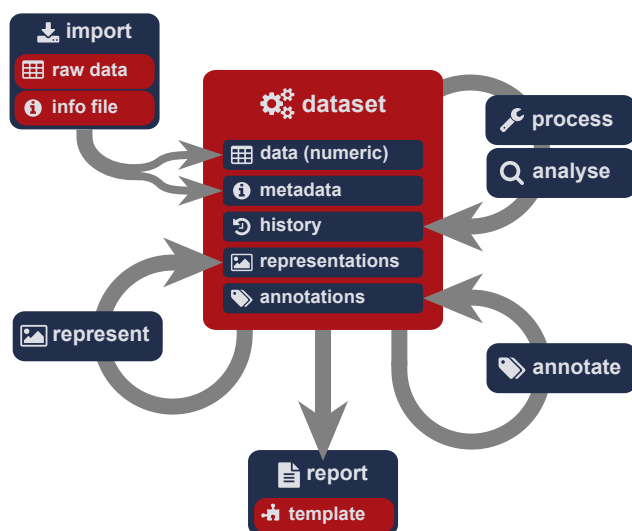 import
raw data
info file
dataset
data (numeric)
metadata
history
representations
annotations
process
analyse
represent
annotate
report
template